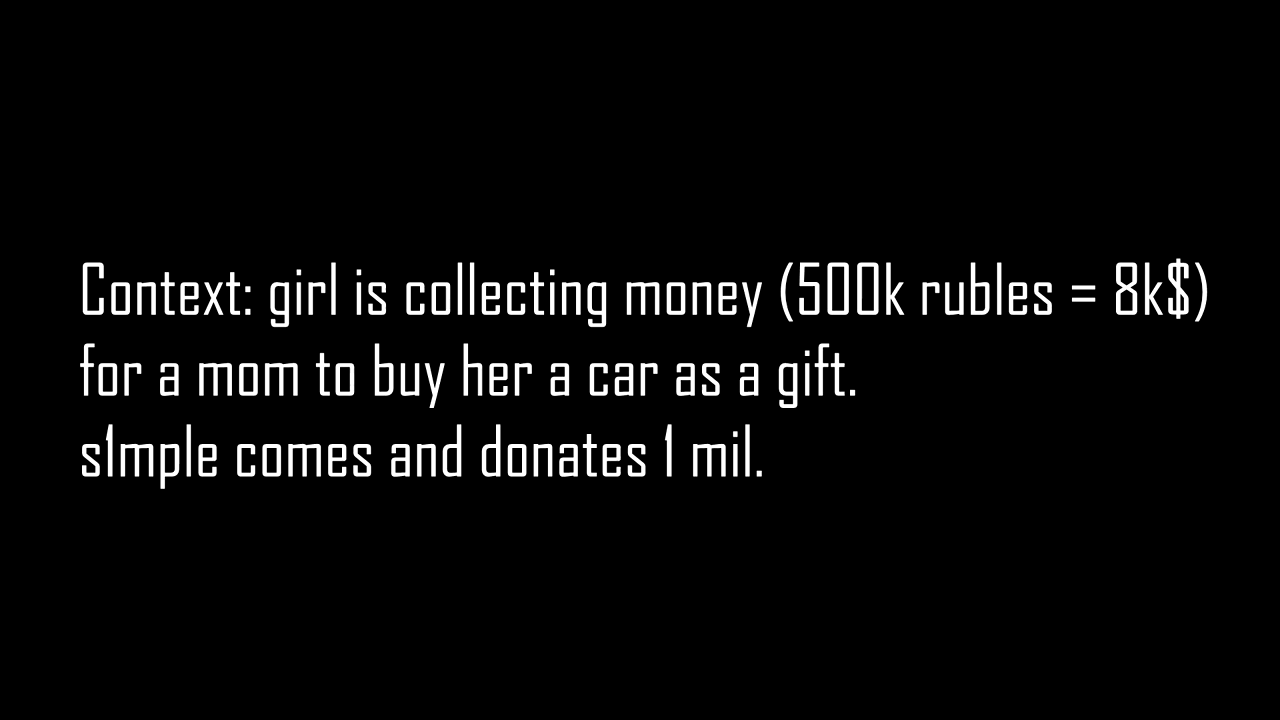 Context: girl is collecting money (500k rubles = 8k$)
for a mom to buy her a car as a gift.
s1mple comes and donates 1 mil.